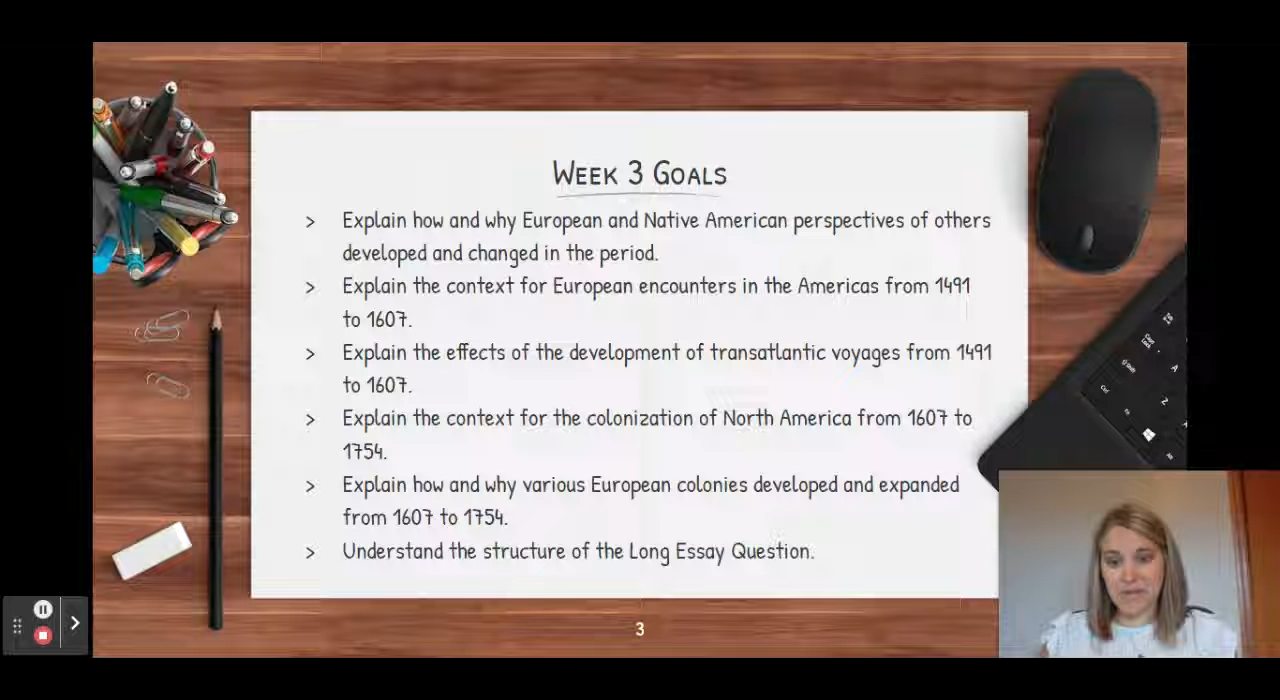 Week 3 Goals
> Explain how and why European and Native American perspectives of others
developed and changed in the period.
> Explain the context for European encounters in the Americas from 1491
to 1607.
> Explain the effects of the development of transatlantic voyages from 1491
to 1607.
> Explain the context for the colonization of North America from 1607 to
1754.
> Explain how and why various European colonies developed and expanded
from 1607 to 1754.
> Understand the structure of the Long Essay Question.
3